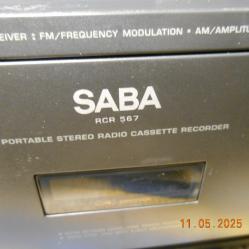 EIVER : FM/FREQUENCY MODULATION • AM/AMPLITU
SABA
RCR 567
PORTABLE STEREO RADIO CASSETTE RECORDER
11.05.2025